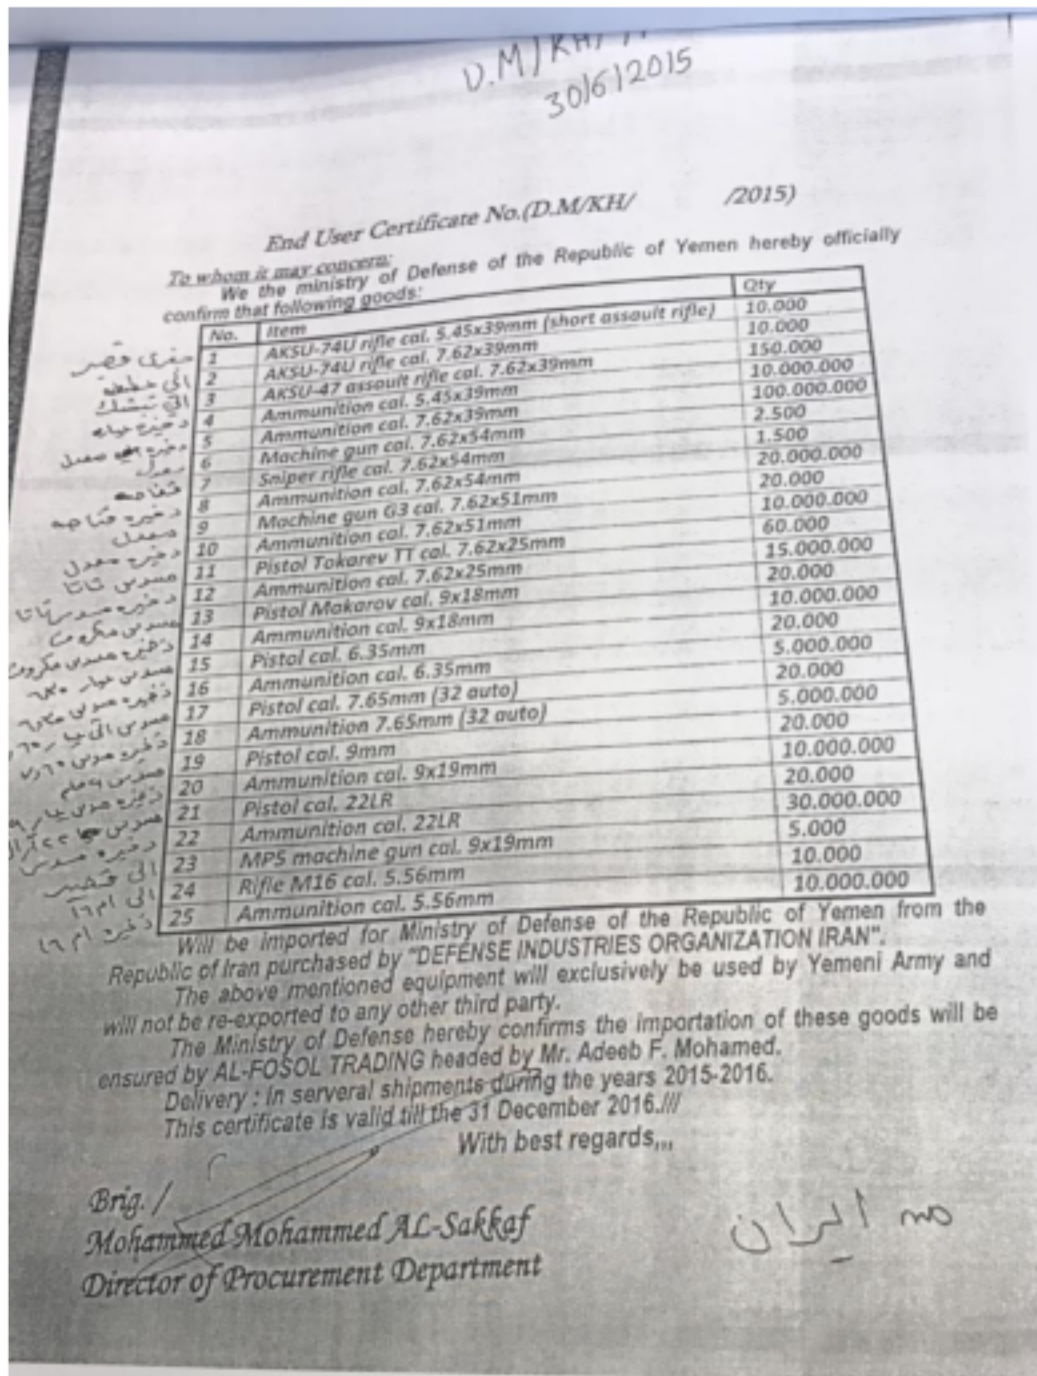 D.M/KH/
30/6/2015
End User Certificate No.(D.M/KH/ /2015)
To whom it may concern:
We the ministry of Defense of the Republic of Yemen hereby officially
confirm that following goods:
No. Item Qty
1 AKSU-74U rifle cal. 5.45x39mm (short assault rifle) 10.000
2 AKSU-74U rifle cal. 7.62x39mm 10.000
3 AKSU-47 assault rifle cal. 7.62x39mm 150.000
4 Ammunition cal. 5.45x39mm 10.000.000
5 Ammunition cal. 7.62x39mm 100.000.000
6 Machine gun cal. 7.62x54mm 2.500
7 Sniper rifle cal. 7.62x54mm 1.500
8 Ammunition cal. 7.62x54mm 20.000.000
9 Machine gun G3 cal. 7.62x51mm 20.000
10 Ammunition cal. 7.62x51mm 10.000.000
11 Pistol Tokarev TT cal. 7.62x25mm 60.000
12 Ammunition cal. 7.62x25mm 15.000.000
13 Pistol Makarov cal. 9x18mm 20.000
14 Ammunition cal. 9x18mm 10.000.000
15 Pistol cal. 6.35mm 20.000
16 Ammunition cal. 6.35mm 5.000.000
17 Pistol cal. 7.65mm (32 auto) 20.000
18 Ammunition 7.65mm (32 auto) 5.000.000
19 Pistol cal. 9mm 20.000
20 Ammunition cal. 9x19mm 10.000.000
21 Pistol cal. 22LR 20.000
22 Ammunition cal. 22LR 30.000.000
23 MP5 machine gun cal. 9x19mm 5.000
24 Rifle M16 cal. 5.56mm 10.000
25 Ammunition cal. 5.56mm 10.000.000
Will be imported for Ministry of Defense of the Republic of Yemen from the
Republic of Iran purchased by "DEFENSE INDUSTRIES ORGANIZATION IRAN".
The above mentioned equipment will exclusively be used by Yemeni Army and
will not be re-exported to any other third party.
The Ministry of Defense hereby confirms the importation of these goods will be
ensured by AL-FOSOL TRADING headed by Mr. Adeeb F. Mohamed.
Delivery : In serveral shipments during the years 2015-2016.
This certificate is valid till the 31 December 2016.///
With best regards,,,
Brig. /
Mohammed Mohammed AL-Sakkaf
Director of Procurement Department
من ايران